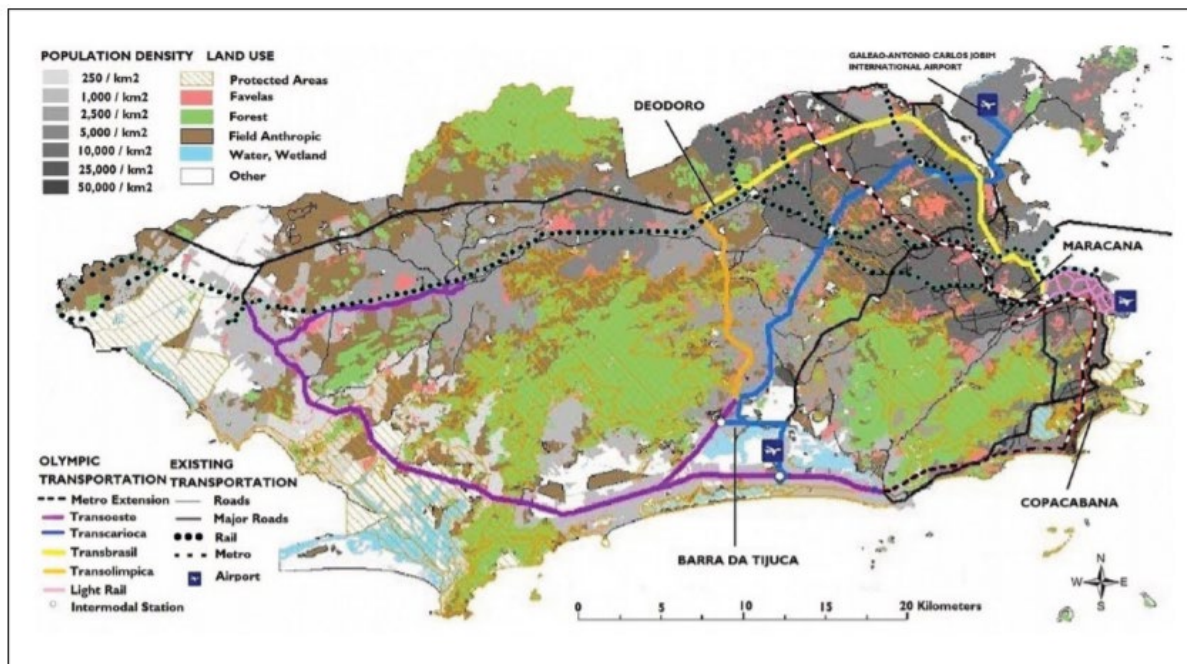 POPULATION DENSITY
250 / km2
1,000 / km2
2,500 / km2
5,000 / km2
10,000 / km2
25,000 / km2
50,000 / km2
LAND USE
Protected Areas
Favelas
Forest
Field Anthropic
Water, Wetland
Other
GALEAO-ANTONIO CARLOS JOBIM
INTERNATIONAL AIRPORT
DEODORO
MARACANA
COPACABANA
BARRA DA TIJUCA
OLYMPIC
TRANSPORTATION
Metro Extension
Transoeste
Transcarioca
Transbrasil
Transolimpica
Light Rail
Intermodal Station
EXISTING
TRANSPORTATION
Roads
Major Roads
Rail
Metro
Airport
0 5 10 15 20 Kilometers
N
W E
S